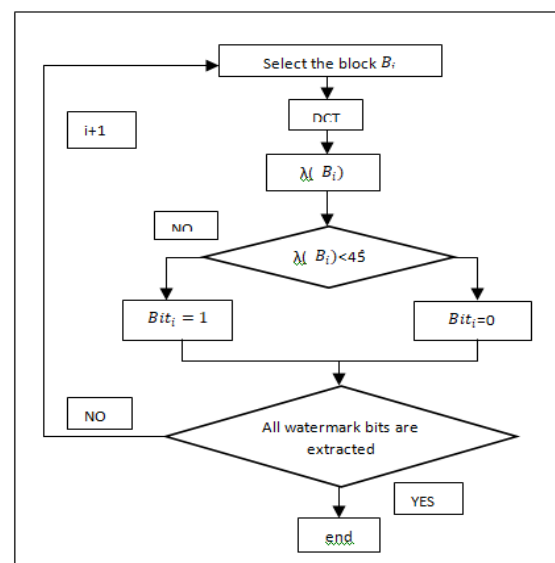 Select the block Bᵢ
DCT
i+1
λ( Bᵢ)
NO
λ( Bᵢ)<45
Bitᵢ = 1
Bitᵢ=0
NO
All watermark bits are
extracted
YES
end